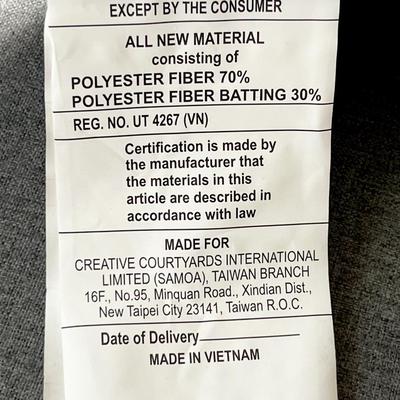 EXCEPT BY THE CONSUMER
ALL NEW MATERIAL
consisting of
POLYESTER FIBER 70%
POLYESTER FIBER BATTING 30%
REG. NO. UT 4267 (VN)
Certification is made by
the manufacturer that
the materials in this
article are described in
accordance with law
MADE FOR
CREATIVE COURTYARDS INTERNATIONAL
LIMITED (SAMOA), TAIWAN BRANCH
16F., No.95, Minquan Road., Xindian Dist.,
New Taipei City 23141, Taiwan R.O.C.
Date of Delivery
MADE IN VIETNAM